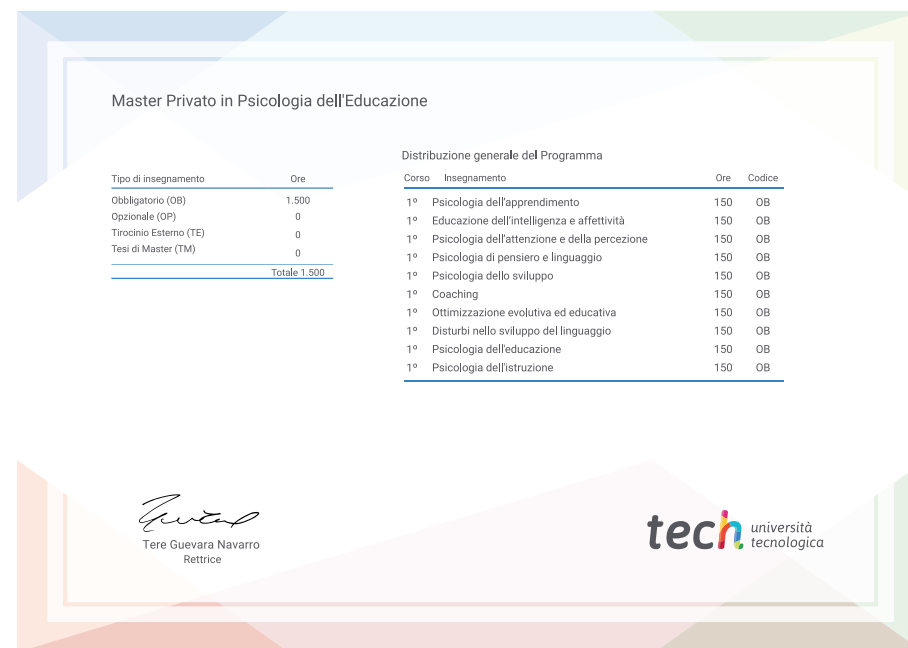 Master Privato in Psicologia dell'Educazione
Tipo di insegnamento Ore
Obbligatorio (OB) 1.500
Opzionale (OP) 0
Tirocinio Esterno (TE) 0
Tesi di Master (TM) 0
Totale 1.500
Distribuzione generale del Programma
Corso Insegnamento Ore Codice
1º Psicologia dell'apprendimento 150 OB
1º Educazione dell'intelligenza e affettività 150 OB
1º Psicologia dell'attenzione e della percezione 150 OB
1º Psicologia di pensiero e linguaggio 150 OB
1º Psicologia dello sviluppo 150 OB
1º Coaching 150 OB
1º Ottimizzazione evolutiva ed educativa 150 OB
1º Disturbi nello sviluppo del linguaggio 150 OB
1º Psicologia dell'educazione 150 OB
1º Psicologia dell'istruzione 150 OB
Tere Guevara Navarro
Rettrice
tech università
tecnologica